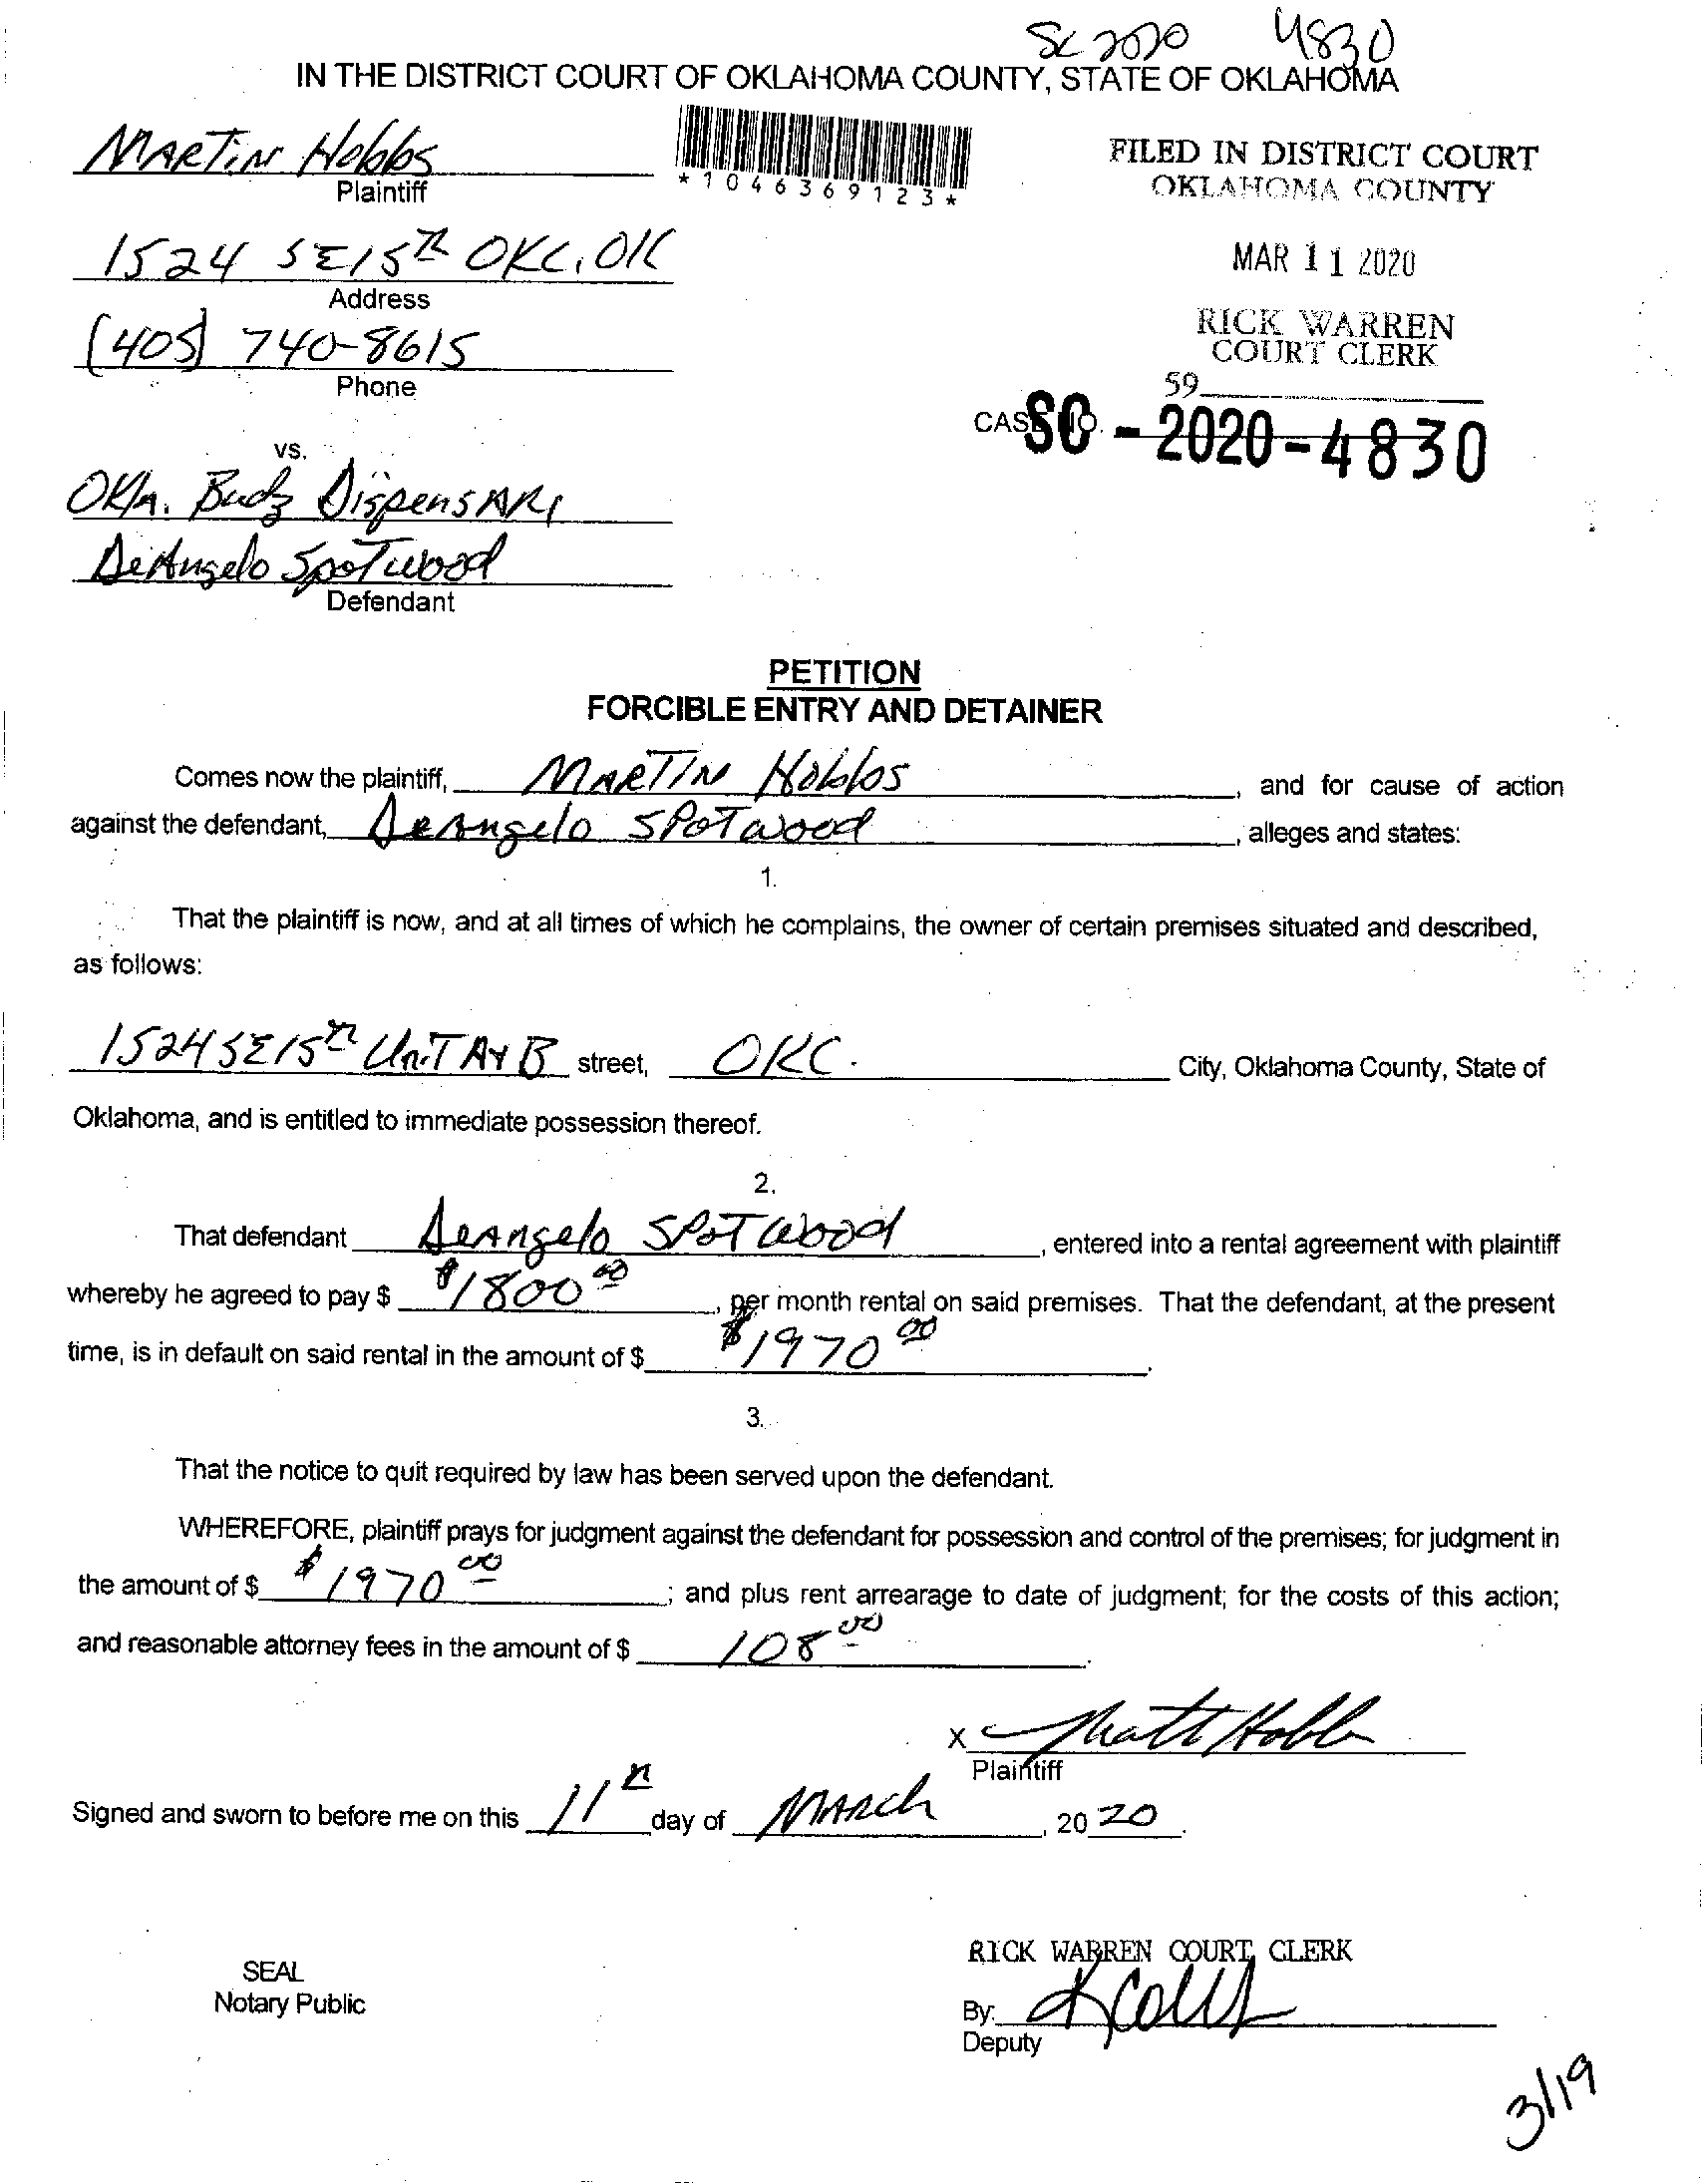 SC 2020 4830
IN THE DISTRICT COURT OF OKLAHOMA COUNTY, STATE OF OKLAHOMA
MARTIN Hobbs
Plaintiff
*1046369123*
FILED IN DISTRICT COURT
OKLAHOMA COUNTY
1524 SE 15th OKC, OK
Address
MAR 11 2020
(405) 740-8615
Phone
RICK WARREN
COURT CLERK
59
CASE NO. SC-2020-4830
vs.
Okla. Budz DispensARy
DeAngelo Spotwood
Defendant
PETITION
FORCIBLE ENTRY AND DETAINER
Comes now the plaintiff, MARTIN Hobbs, and for cause of action
against the defendant, DeAngelo SPOTwood, alleges and states:
1.
That the plaintiff is now, and at all times of which he complains, the owner of certain premises situated and described,
as follows:
1524 SE 15th UniT A+B street, OKC. City, Oklahoma County, State of
Oklahoma, and is entitled to immediate possession thereof.
2.
That defendant DeAngelo SPOTwood, entered into a rental agreement with plaintiff
whereby he agreed to pay $ $1800 00, per month rental on said premises. That the defendant, at the present
time, is in default on said rental in the amount of $ $1970 00.
3.
That the notice to quit required by law has been served upon the defendant.
WHEREFORE, plaintiff prays for judgment against the defendant for possession and control of the premises; for judgment in
the amount of $ $1970 00; and plus rent arrearage to date of judgment; for the costs of this action;
and reasonable attorney fees in the amount of $ 108 00.
X
Plaintiff
Signed and sworn to before me on this 11th day of MARch, 2020.
SEAL
Notary Public
RICK WARREN COURT CLERK
By:
Deputy
3/19